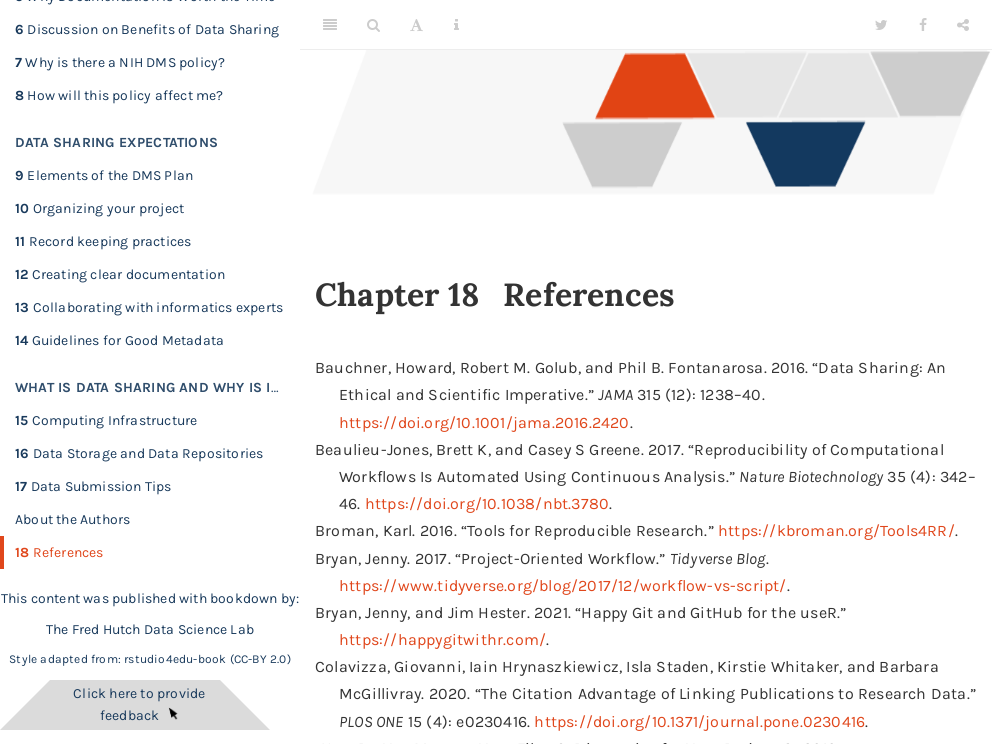 6 Discussion on Benefits of Data Sharing
7 Why is there a NIH DMS policy?
8 How will this policy affect me?
DATA SHARING EXPECTATIONS
9 Elements of the DMS Plan
10 Organizing your project
11 Record keeping practices
12 Creating clear documentation
13 Collaborating with informatics experts
14 Guidelines for Good Metadata
WHAT IS DATA SHARING AND WHY IS I...
15 Computing Infrastructure
16 Data Storage and Data Repositories
17 Data Submission Tips
About the Authors
18 References
This content was published with bookdown by:
The Fred Hutch Data Science Lab
Style adapted from: rstudio4edu-book (CC-BY 2.0)
Click here to provide
feedback
Chapter 18 References
Bauchner, Howard, Robert M. Golub, and Phil B. Fontanarosa. 2016. “Data Sharing: An
Ethical and Scientific Imperative.” JAMA 315 (12): 1238–40.
https://doi.org/10.1001/jama.2016.2420.
Beaulieu-Jones, Brett K, and Casey S Greene. 2017. “Reproducibility of Computational
Workflows Is Automated Using Continuous Analysis.” Nature Biotechnology 35 (4): 342–
46. https://doi.org/10.1038/nbt.3780.
Broman, Karl. 2016. “Tools for Reproducible Research.” https://kbroman.org/Tools4RR/.
Bryan, Jenny. 2017. “Project-Oriented Workflow.” Tidyverse Blog.
https://www.tidyverse.org/blog/2017/12/workflow-vs-script/.
Bryan, Jenny, and Jim Hester. 2021. “Happy Git and GitHub for the useR.”
https://happygitwithr.com/.
Colavizza, Giovanni, Iain Hrynaszkiewicz, Isla Staden, Kirstie Whitaker, and Barbara
McGillivray. 2020. “The Citation Advantage of Linking Publications to Research Data.”
PLOS ONE 15 (4): e0230416. https://doi.org/10.1371/journal.pone.0230416.